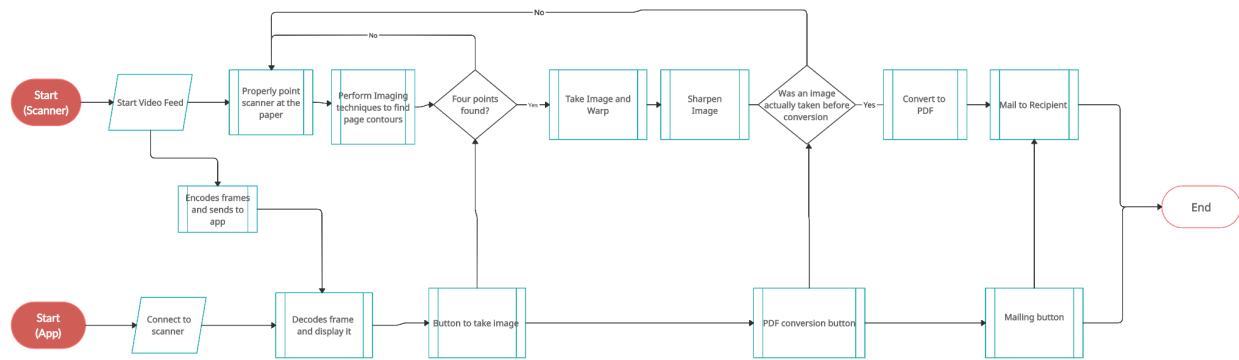 No
No
Start
(Scanner)
Start Video Feed
Properly point
scanner at the
paper
Perform Imaging
techniques to find
page contours
Four points
found?
Yes
Take Image and
Warp
Sharpen
Image
Was an image
actually taken before
conversion
Yes
Convert to
PDF
Mail to Recipient
Encodes frames
and sends to
app
End
Start
(App)
Connect to
scanner
Decodes frame
and display it
Button to take image
PDF conversion button
Mailing button